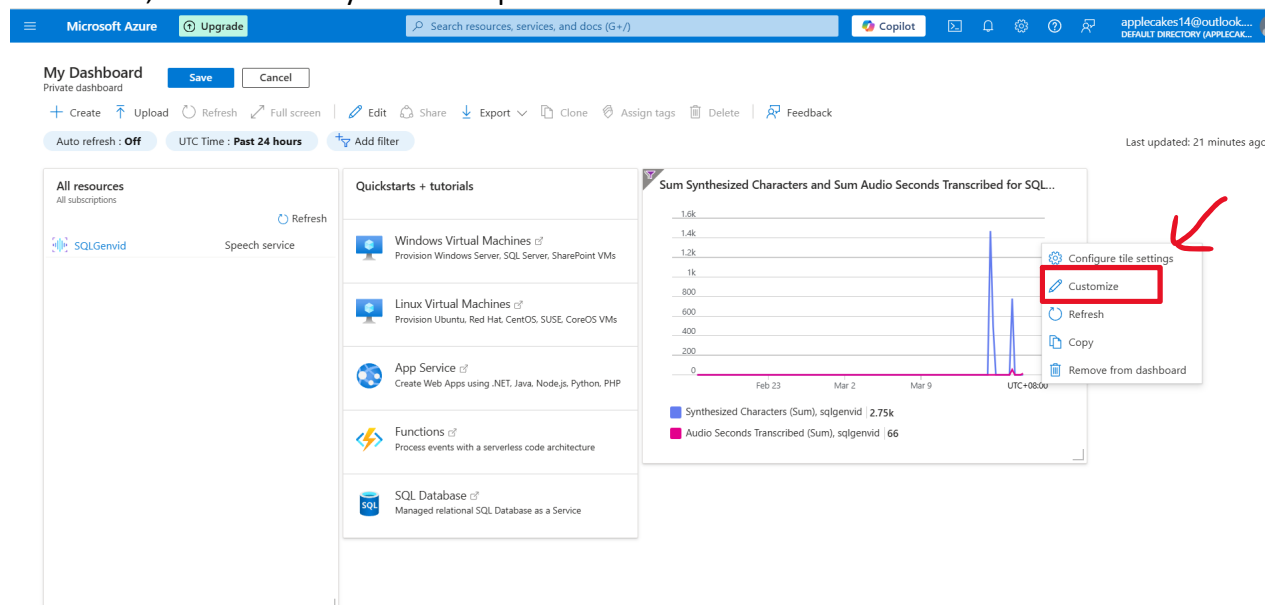 Microsoft Azure
Upgrade
Search resources, services, and docs (G+/)
Copilot
applecakes14@outlook....
DEFAULT DIRECTORY (APPLECAK...
My Dashboard
Private dashboard
Save
Cancel
Create
Upload
Refresh
Full screen
Edit
Share
Export
Clone
Assign tags
Delete
Feedback
Auto refresh : Off
UTC Time : Past 24 hours
Add filter
Last updated: 21 minutes ago
All resources
All subscriptions
Refresh
SQLGenvid
Speech service
Quickstarts + tutorials
Windows Virtual Machines
Provision Windows Server, SQL Server, SharePoint VMs
Linux Virtual Machines
Provision Ubuntu, Red Hat, CentOS, SUSE, CoreOS VMs
App Service
Create Web Apps using .NET, Java, Node.js, Python, PHP
Functions
Process events with a serverless code architecture
SQL
SQL Database
Managed relational SQL Database as a Service
Sum Synthesized Characters and Sum Audio Seconds Transcribed for SQL...
1.6k
1.4k
1.2k
1k
800
600
400
200
0
Feb 23
Mar 2
Mar 9
UTC+08:00
Synthesized Characters (Sum), sqlgenvid 2.75k
Audio Seconds Transcribed (Sum), sqlgenvid 66
Configure tile settings
Customize
Refresh
Copy
Remove from dashboard